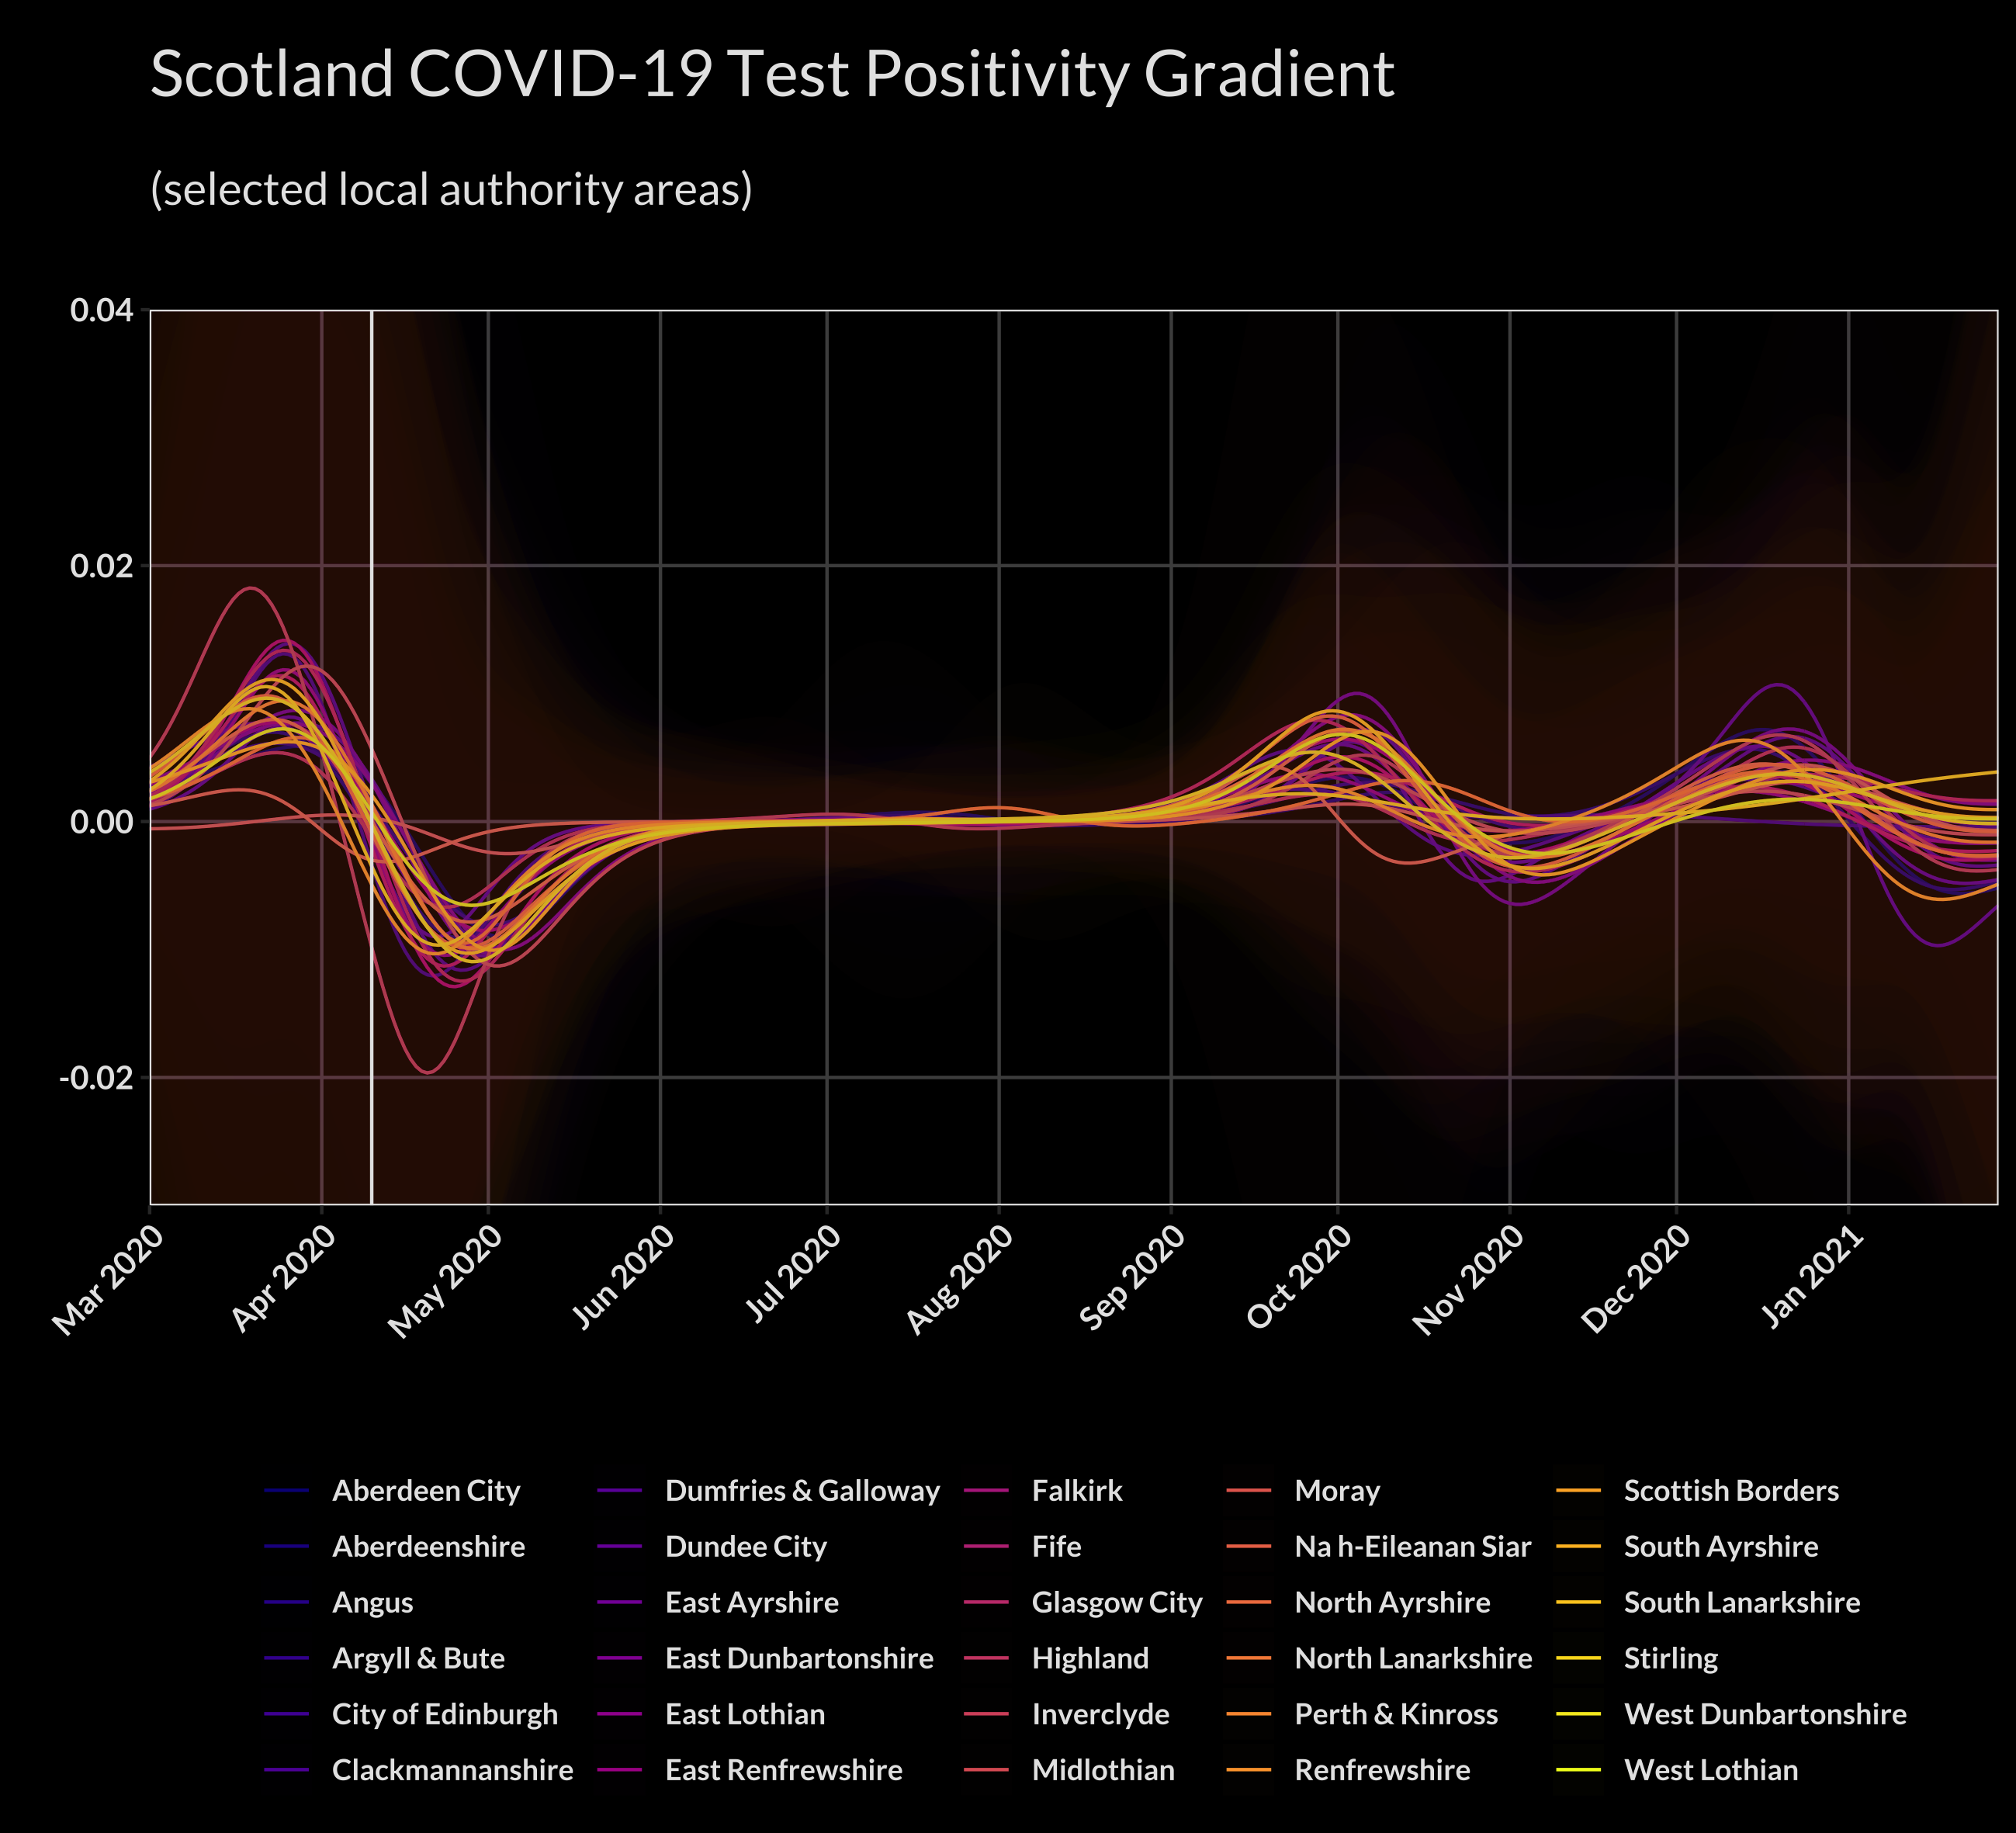 Scotland COVID-19 Test Positivity Gradient
(selected local authority areas)
0.04
0.02
0.00
-0.02
Mar 2020
Apr 2020
May 2020
Jun 2020
Jul 2020
Aug 2020
Sep 2020
Oct 2020
Nov 2020
Dec 2020
Jan 2021
Aberdeen City
Aberdeenshire
Angus
Argyll & Bute
City of Edinburgh
Clackmannanshire
Dumfries & Galloway
Dundee City
East Ayrshire
East Dunbartonshire
East Lothian
East Renfrewshire
Falkirk
Fife
Glasgow City
Highland
Inverclyde
Midlothian
Moray
Na h-Eileanan Siar
North Ayrshire
North Lanarkshire
Perth & Kinross
Renfrewshire
Scottish Borders
South Ayrshire
South Lanarkshire
Stirling
West Dunbartonshire
West Lothian